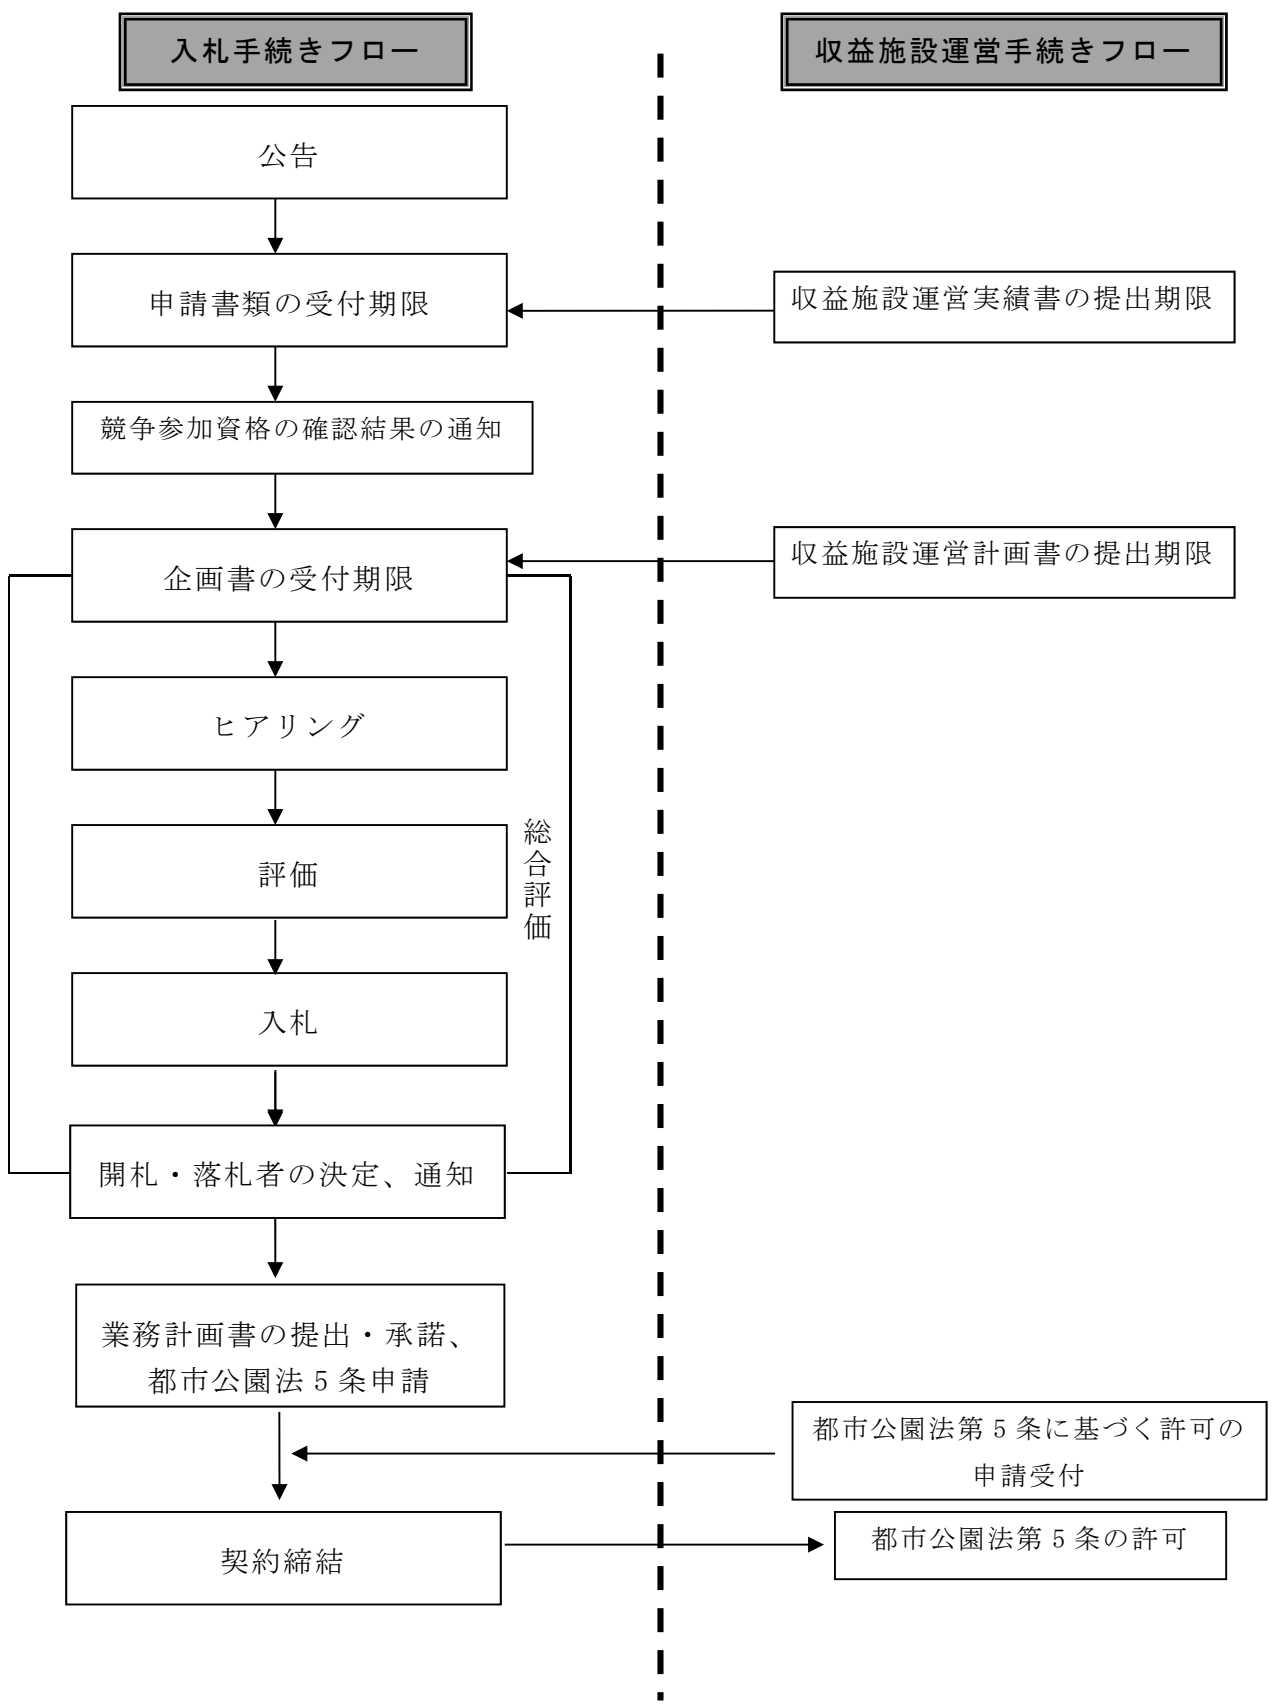 入札手続きフロー
収益施設運営手続きフロー
公告
申請書類の受付期限
収益施設運営実績書の提出期限
競争参加資格の確認結果の通知
企画書の受付期限
収益施設運営計画書の提出期限
ヒアリング
評価
総合評価
入札
開札・落札者の決定、通知
業務計画書の提出・承諾、
都市公園法5条申請
都市公園法第5条に基づく許可の
申請受付
契約締結
都市公園法第5条の許可